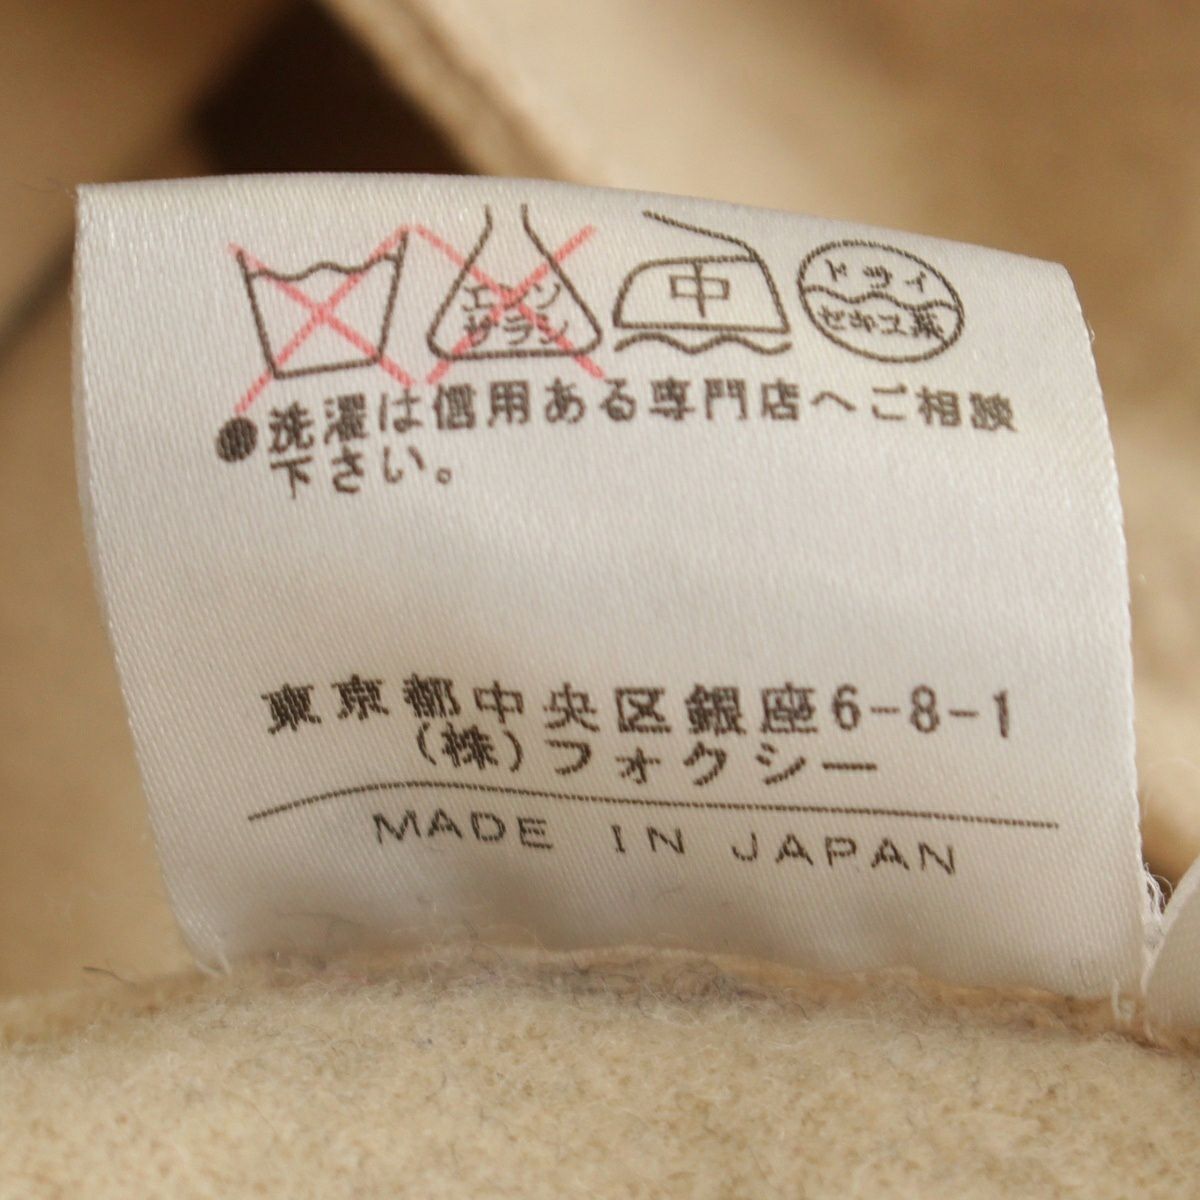 エンソ
サラシ
中
ドライ
セキユ系
●洗濯は信用ある専門店へご相談
下さい。
東京都中央区銀座6-8-1
(株)フォクシー
MADE IN JAPAN